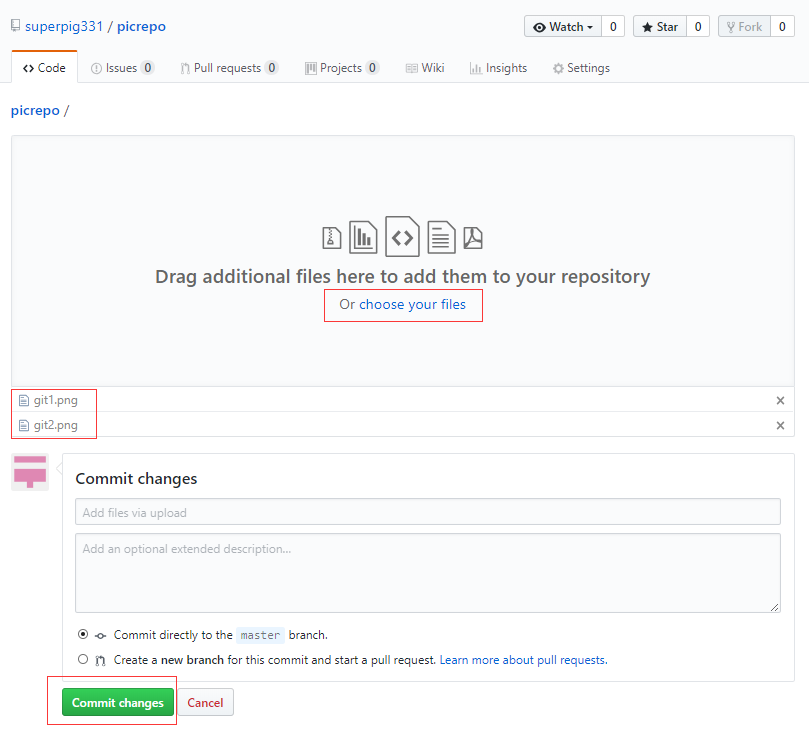 superpig331 / picrepo
Watch 0 Star 0 Fork 0
Code Issues 0 Pull requests 0 Projects 0 Wiki Insights Settings
picrepo /
Drag additional files here to add them to your repository
Or choose your files
git1.png
git2.png
Commit changes
Add files via upload
Add an optional extended description...
Commit directly to the master branch.
Create a new branch for this commit and start a pull request. Learn more about pull requests.
Commit changes Cancel